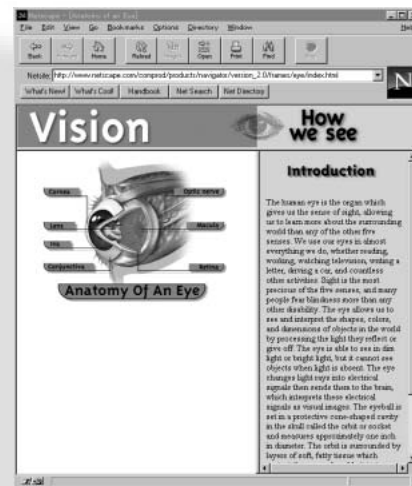 Netscape - [Anatomy of an Eye]
File Edit View Go Bookmarks Options Directory Window Help
Back Forward Home Reload Images Open Print Find Stop
Netsite: http://www.netscape.com/comprod/products/navigator/version_2.0/frames/eye/index.html
What's New! What's Cool! Handbook Net Search Net Directory
N
Vision
How
we see
Cornea
Lens
Iris
Conjunctiva
Optic Nerve
Macula
Retina
Anatomy Of An Eye
Introduction
The human eye is the organ which
gives us the sense of sight, allowing
us to learn more about the surrounding
world than any of the other five
senses. We use our eyes in almost
everything we do, whether reading,
working, watching television, writing a
letter, driving a car, and countless
other activities. Sight is the most
precious of the five senses, and many
people fear blindness more than any
other disability. The eye allows us to
see and interpret the shapes, colors,
and dimensions of objects in the world
by processing the light they reflect or
give off. The eye is able to see in dim
light or bright light, but it cannot see
objects when light is absent. The eye
changes light rays into electrical
signals then sends them to the brain,
which interprets these electrical
signals as visual images. The eyeball is
set in a protective cone-shaped cavity
in the skull called the orbit or socket
and measures approximately one inch
in diameter. The orbit is surrounded by
layers of soft, fatty tissue which